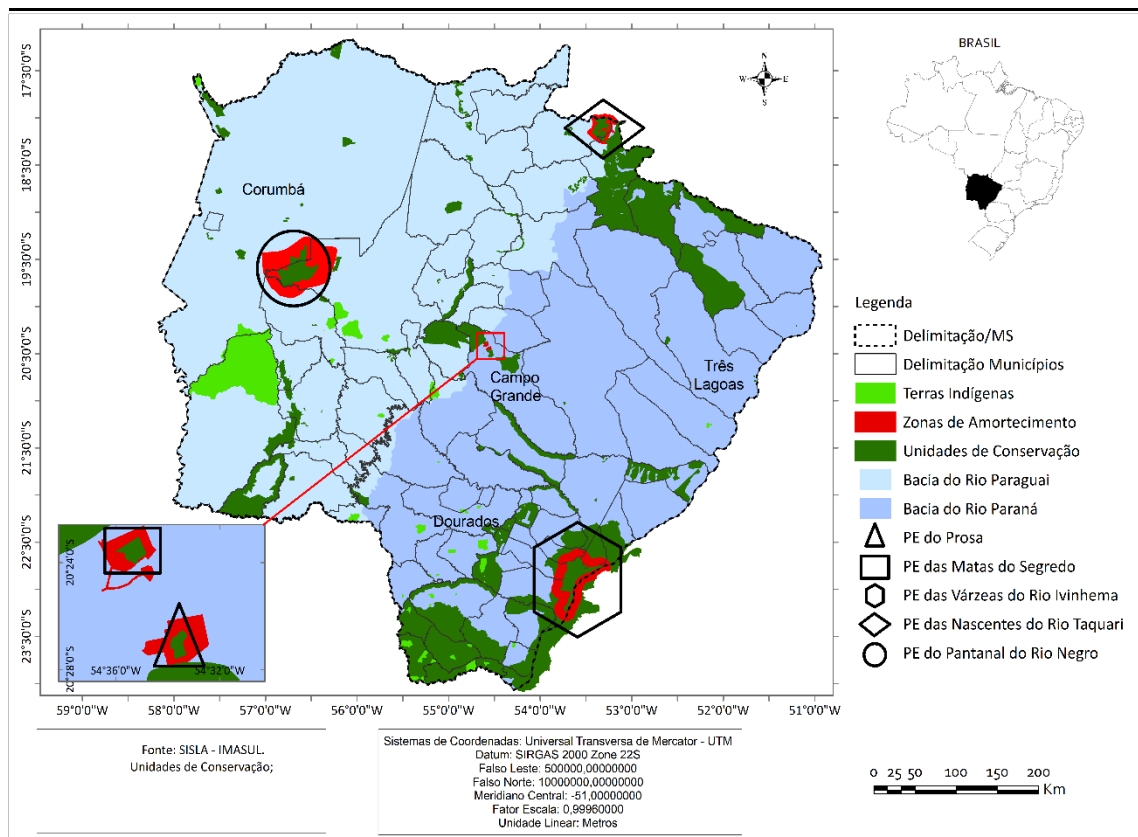 BRASIL
N
W E
S
17°30'0"S
18°30'0"S
19°30'0"S
20°30'0"S
21°30'0"S
22°30'0"S
23°30'0"S
Corumbá
Campo
Grande
Três
Lagoas
Dourados
20°24'0"S
20°28'0"S
54°36'0"W
54°32'0"W
59°0'0"W
58°0'0"W
57°0'0"W
56°0'0"W
55°0'0"W
54°0'0"W
53°0'0"W
52°0'0"W
51°0'0"W
Legenda
Delimitação/MS
Delimitação Municípios
Terras Indígenas
Zonas de Amortecimento
Unidades de Conservação
Bacia do Rio Paraguai
Bacia do Rio Paraná
PE do Prosa
PE das Matas do Segredo
PE das Várzeas do Rio Ivinhema
PE das Nascentes do Rio Taquari
PE do Pantanal do Rio Negro
0 25 50 100 150 200
Km
Fonte: SISLA - IMASUL.
Unidades de Conservação;
Sistemas de Coordenadas: Universal Transversa de Mercator - UTM
Datum: SIRGAS 2000 Zone 22S
Falso Leste: 500000,00000000
Falso Norte: 10000000,00000000
Meridiano Central: -51,00000000
Fator Escala: 0,99960000
Unidade Linear: Metros